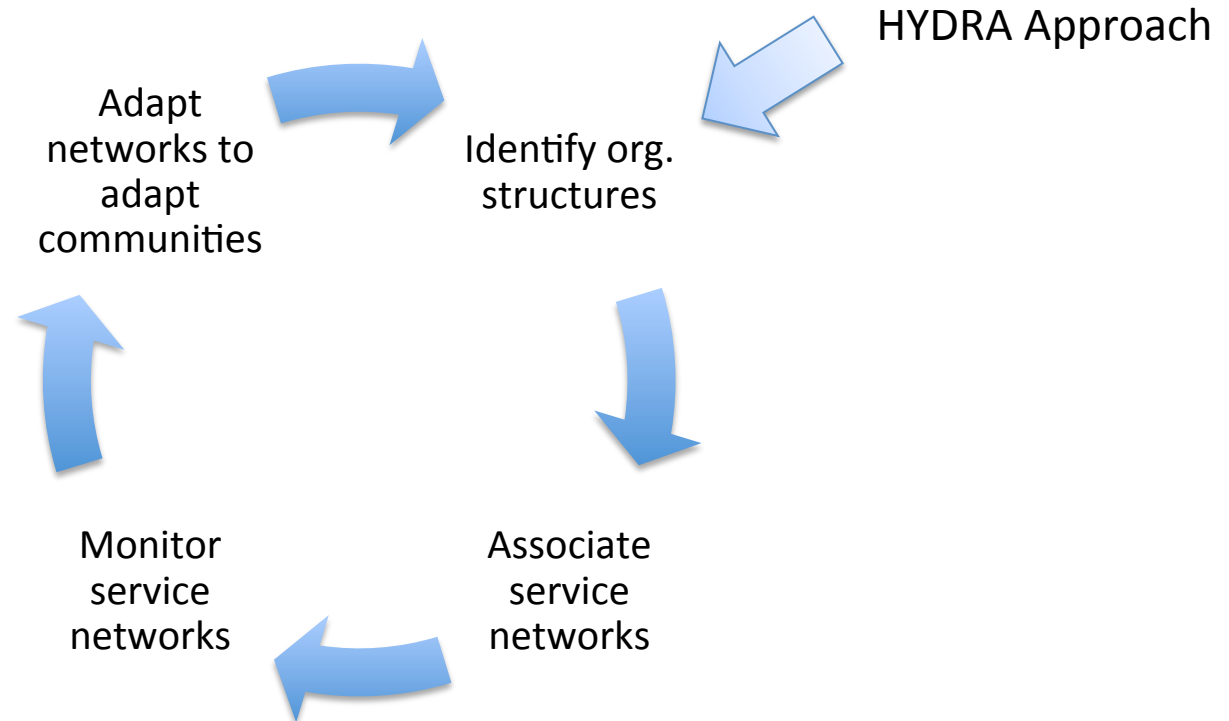 HYDRA Approach
Adapt
networks to
adapt
communities
Identify org.
structures
Monitor
service
networks
Associate
service
networks